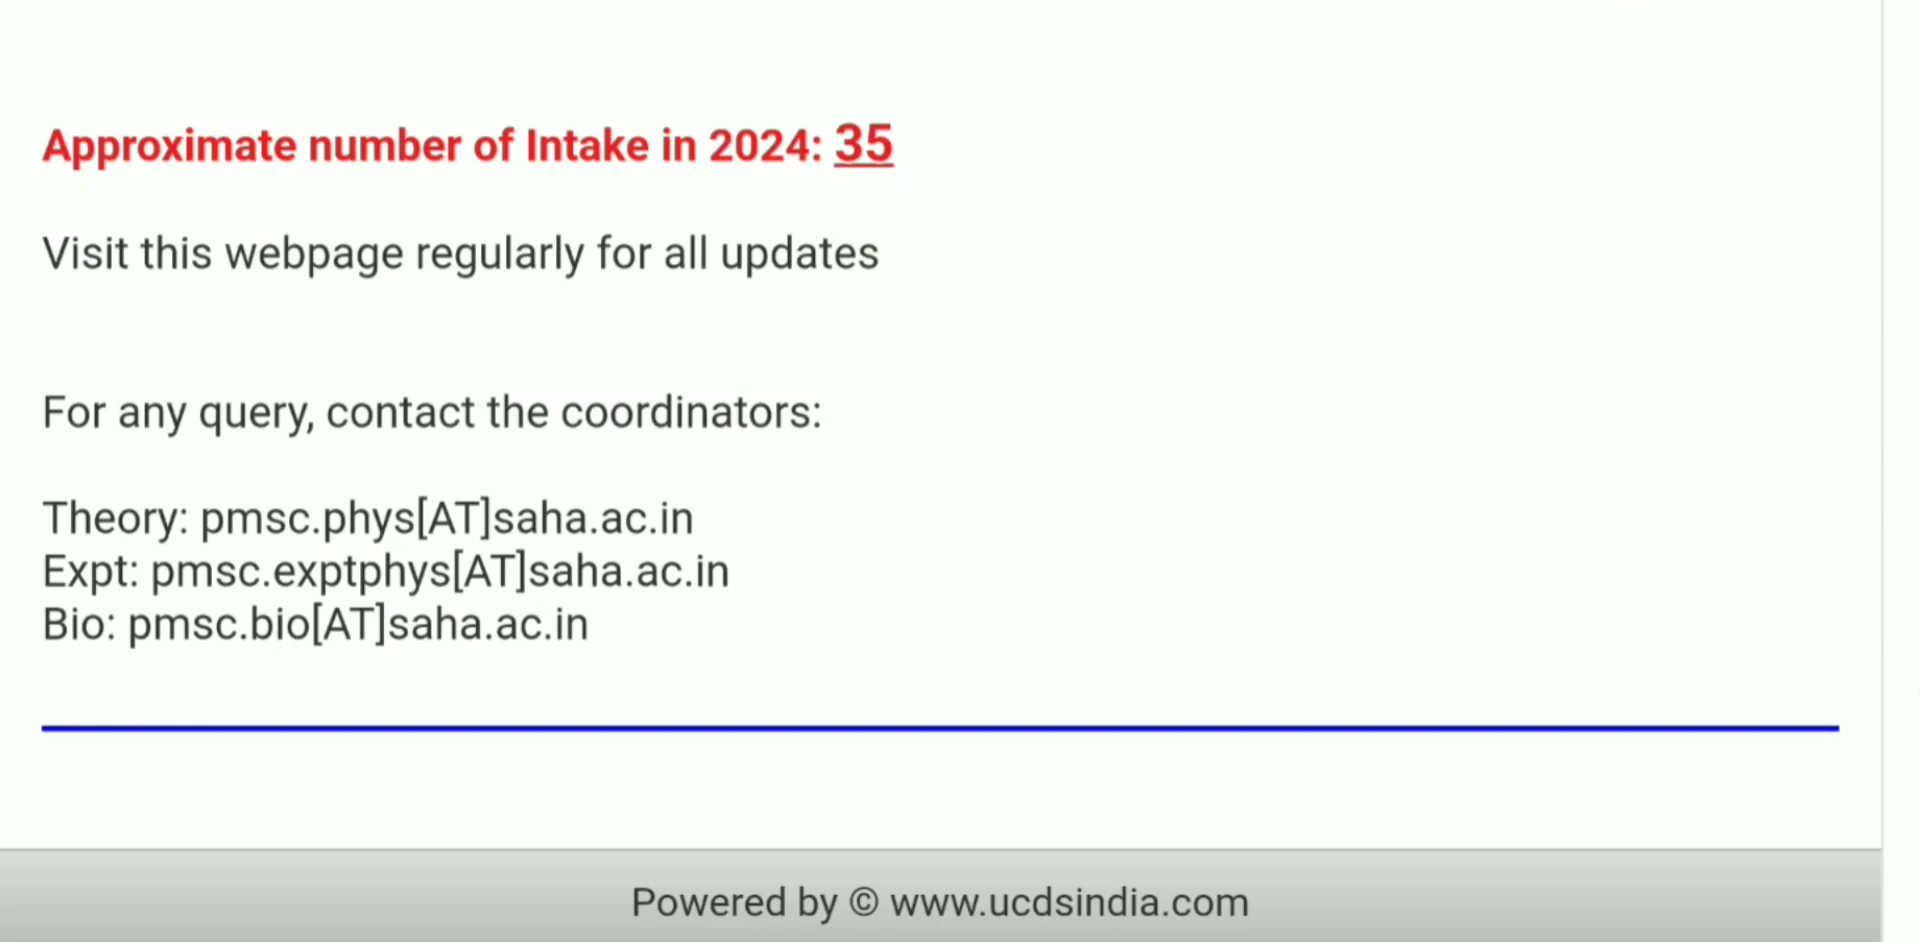 Approximate number of Intake in 2024: 35
Visit this webpage regularly for all updates
For any query, contact the coordinators:
Theory: pmsc.phys[AT]saha.ac.in
Expt: pmsc.exptphys[AT]saha.ac.in
Bio: pmsc.bio[AT]saha.ac.in
Powered by © www.ucdsindia.com